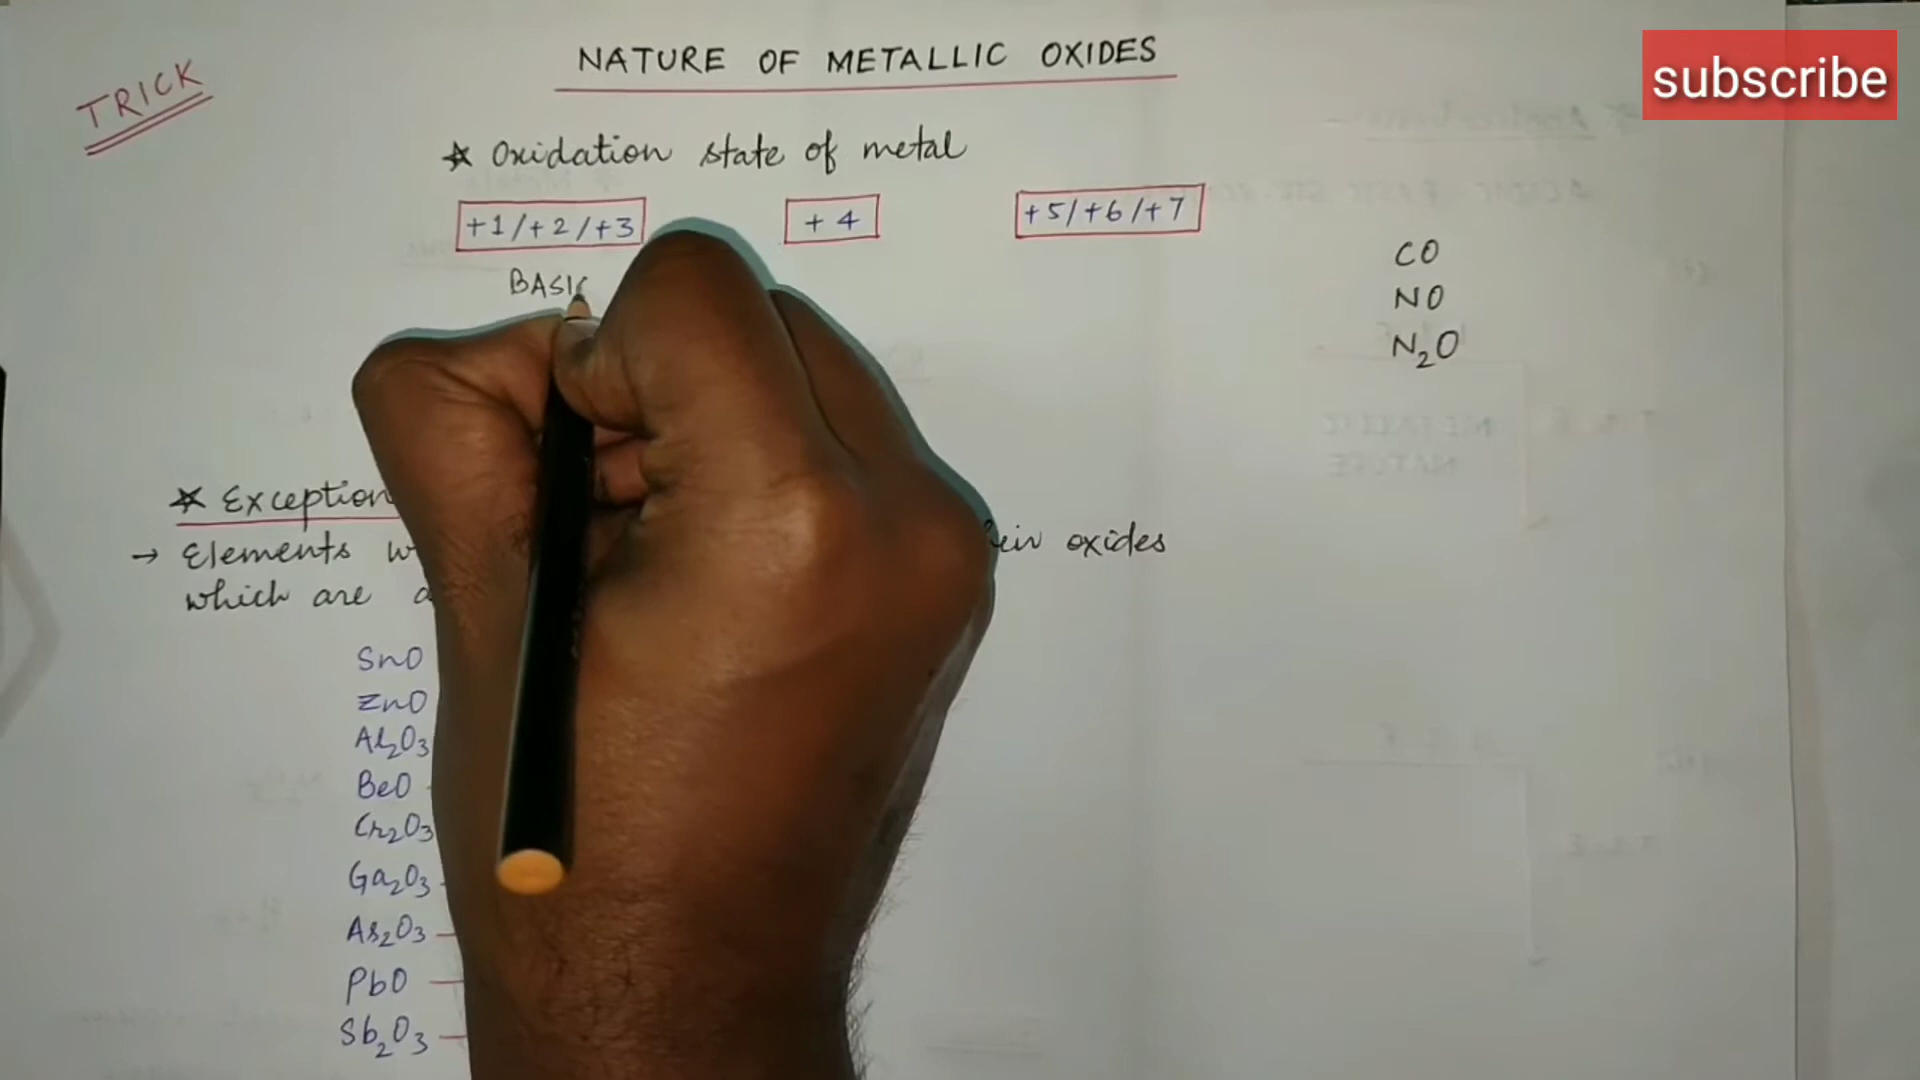 TRICK
NATURE OF METALLIC OXIDES
subscribe
☆ Oxidation state of metal
+1/+2/+3
+4
+5/+6/+7
BASIC
CO
NO
N₂O
☆ Exception
→ Elements oxides
which are
SnO
ZnO
Al₂O₃
BeO
Cr₂O₃
Ga₂O₃
As₂O₃
PbO
Sb₂O₃